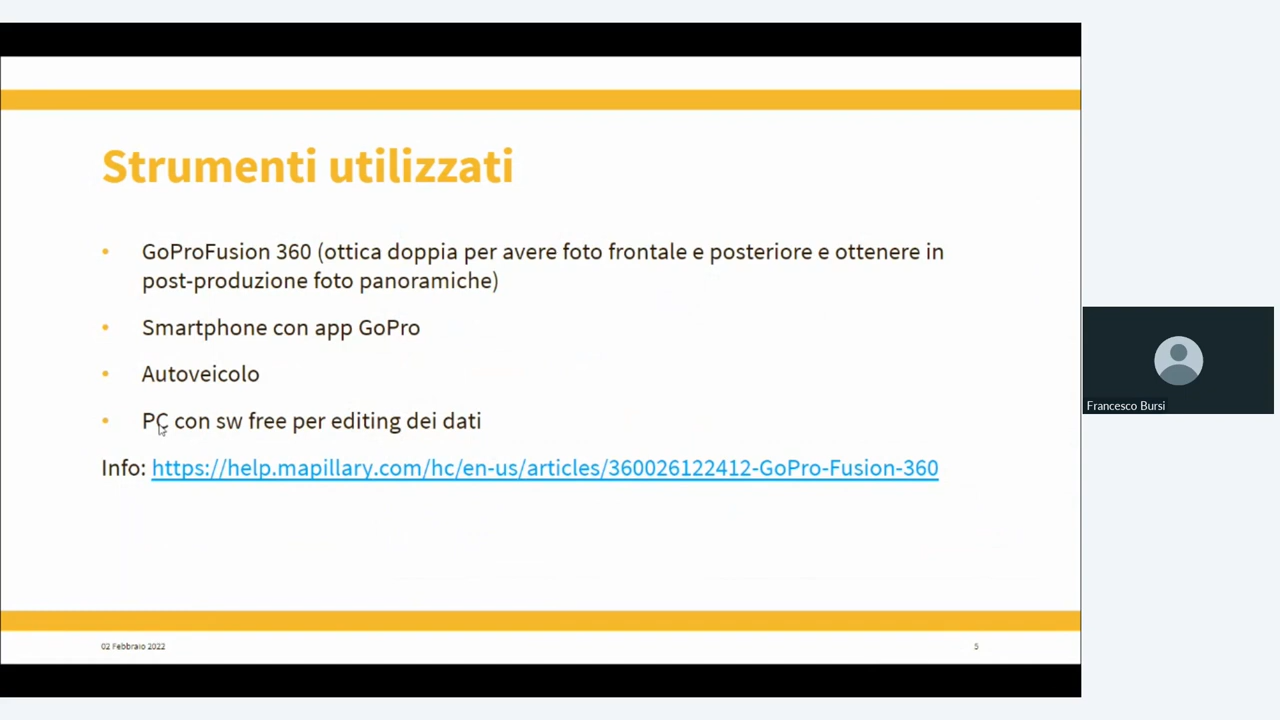 Strumenti utilizzati
• GoProFusion 360 (ottica doppia per avere foto frontale e posteriore e ottenere in
post-produzione foto panoramiche)
• Smartphone con app GoPro
• Autoveicolo
• PC con sw free per editing dei dati
Info: https://help.mapillary.com/hc/en-us/articles/360026122412-GoPro-Fusion-360
02 Febbraio 2022
5
Francesco Bursi